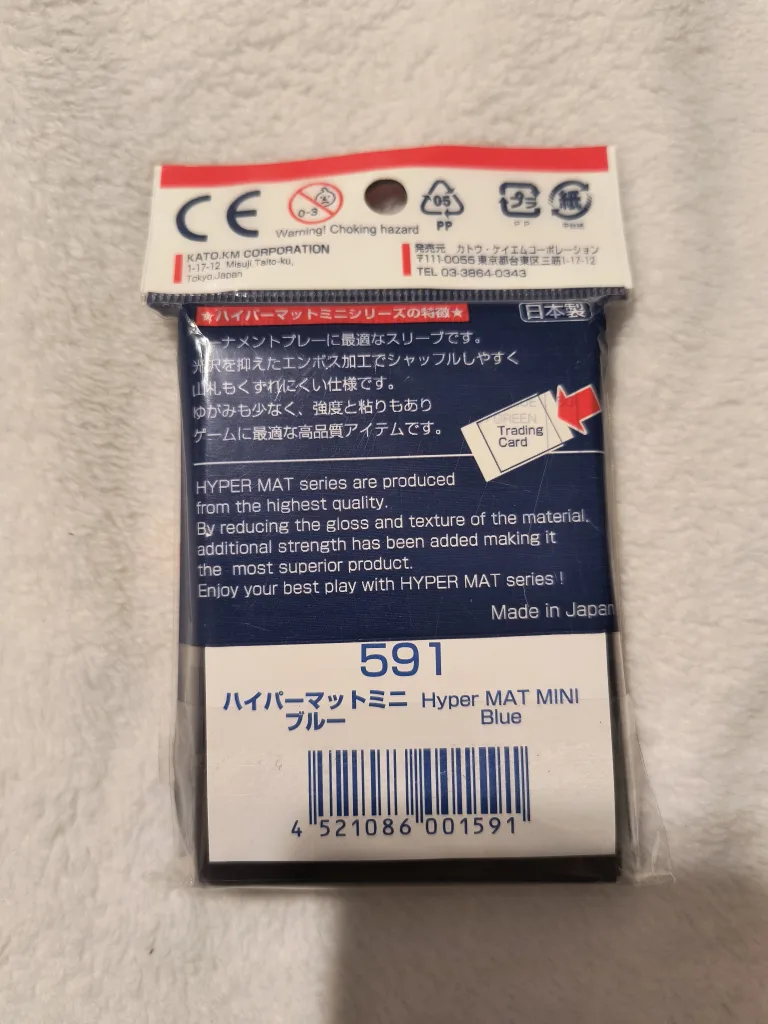 CE
0-3
Warning! Choking hazard
05
PP
プラ
紙
KATO.KM CORPORATION
1-17-12 Misuji,Taito-ku,
Tokyo,Japan
発売元 カトウ・ケイエムコーポレーション
〒111-0055 東京都台東区三筋1-17-12
TEL 03-3864-0343
★ハイパーマットミニシリーズの特徴★
日本製
ーナメントプレーに最適なスリーブです。
光沢を抑えたエンボス加工でシャッフルしやすく
山札もくずれにくい仕様です。
ゆがみも少なく、強度と粘りもあり
ゲームに最適な高品質アイテムです。
GREEN
Trading
Card
HYPER MAT series are produced
from the highest quality.
By reducing the gloss and texture of the material,
additional strength has been added making it
the most superior product.
Enjoy your best play with HYPER MAT series !
Made in Japan
591
ハイパーマットミニ
ブルー
Hyper MAT MINI
Blue
4 521086 001591